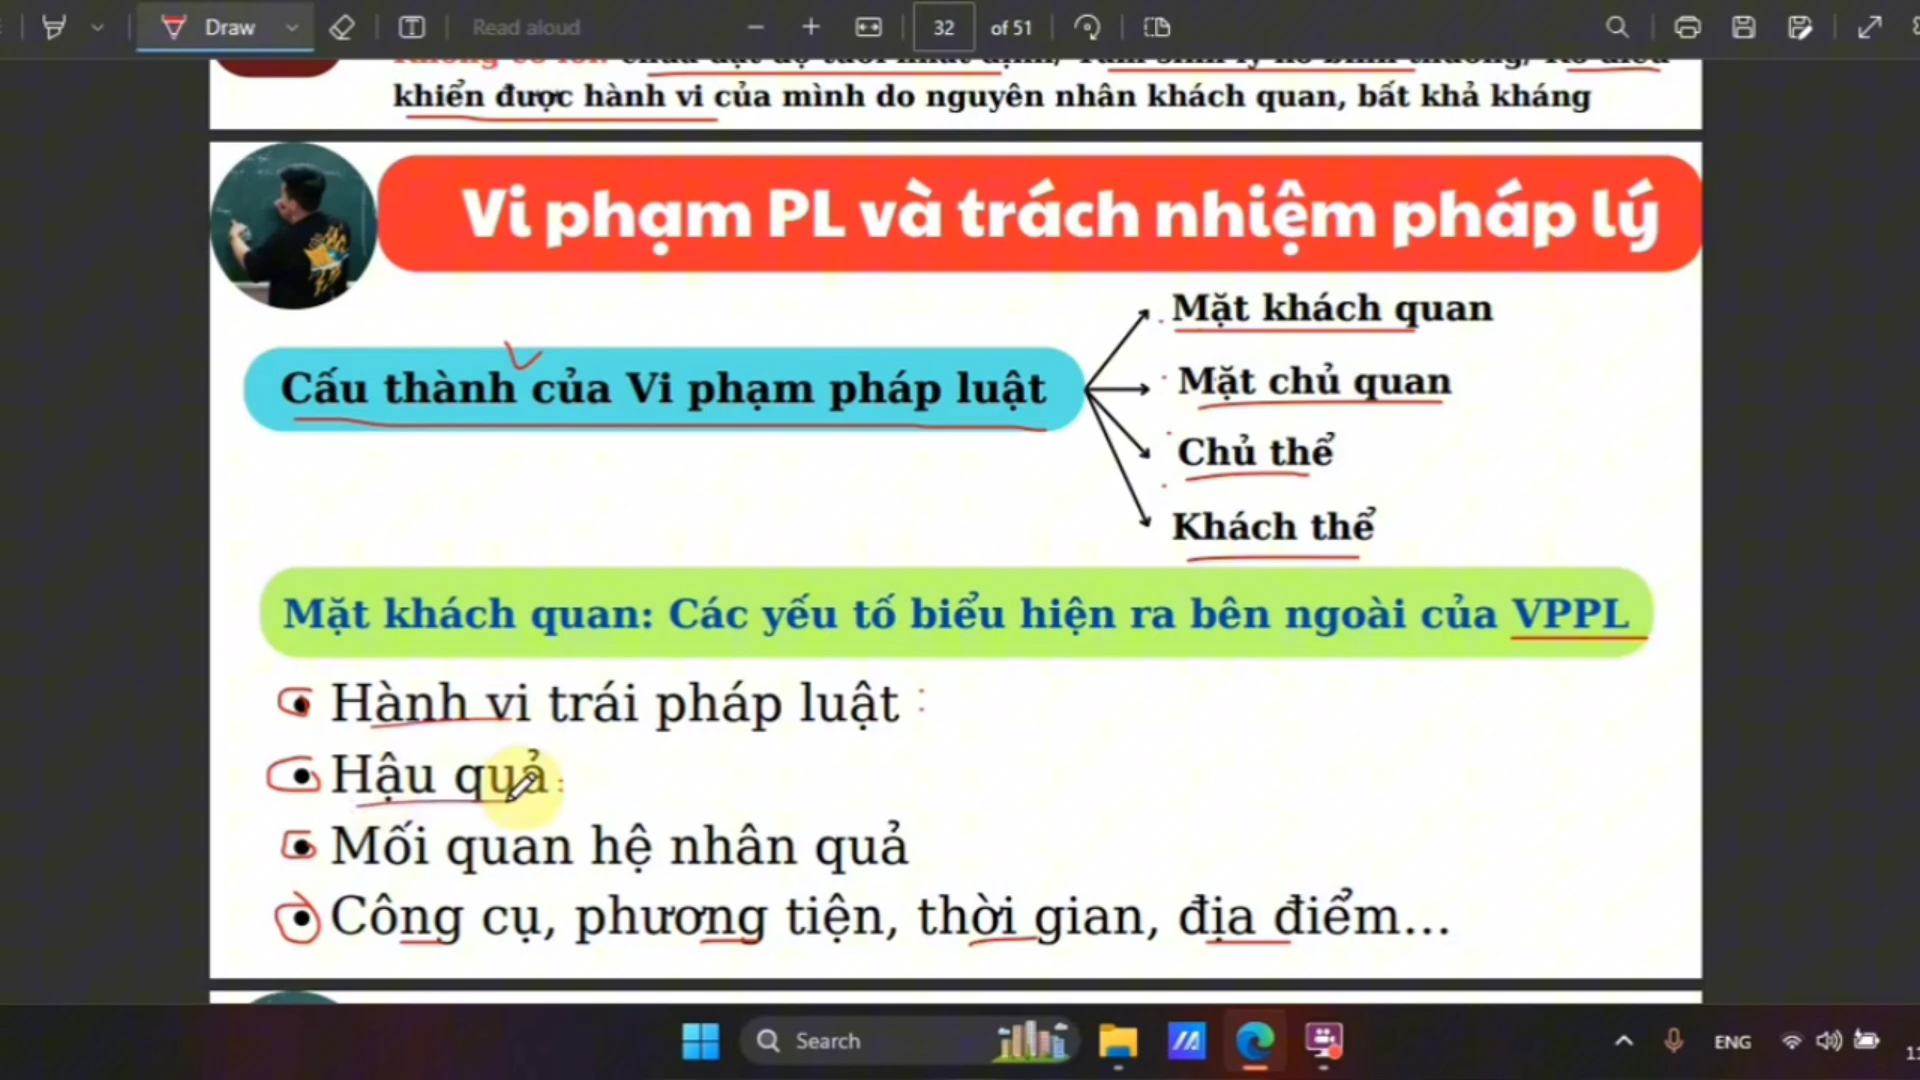 Draw
Read aloud
32
of 51
khiển được hành vi của mình do nguyên nhân khách quan, bất khả kháng
Vi phạm PL và trách nhiệm pháp lý
Cấu thành của Vi phạm pháp luật
Mặt khách quan
Mặt chủ quan
Chủ thể
Khách thể
Mặt khách quan: Các yếu tố biểu hiện ra bên ngoài của VPPL
Hành vi trái pháp luật
Hậu quả
Mối quan hệ nhân quả
Công cụ, phương tiện, thời gian, địa điểm...
Search
ENG